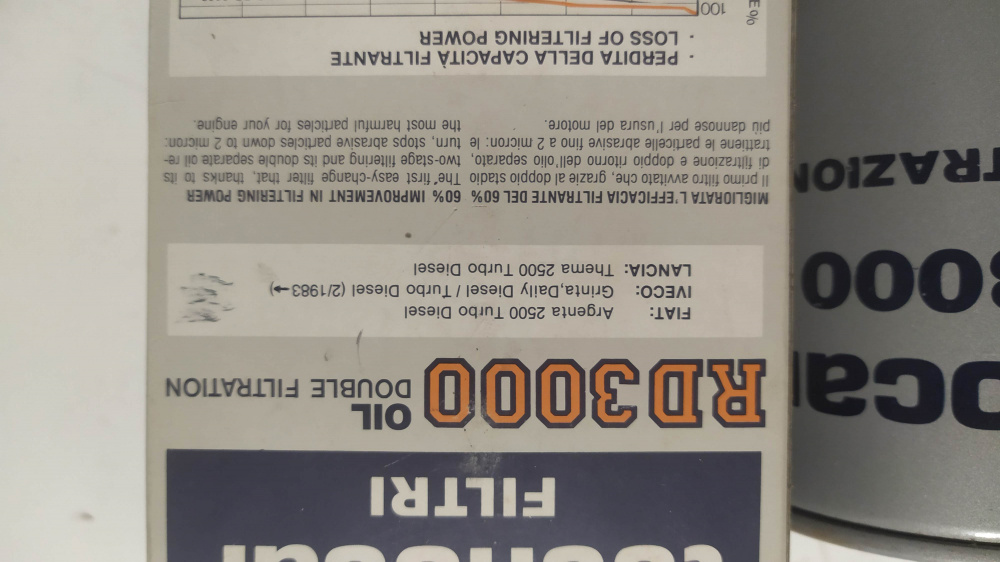 tecnocar
FILTRI
RD3000 OIL
DOUBLE FILTRATION
FIAT: Argenta 2500 Turbo Diesel
IVECO: Grinta,Daily Diesel / Turbo Diesel (2/1983→)
LANCIA: Thema 2500 Turbo Diesel
MIGLIORATA L'EFFICACIA FILTRANTE DEL 60%
Il primo filtro avvitato che, grazie al doppio stadio
di filtrazione e doppio ritorno dell'olio separato,
trattiene le particelle abrasive fino a 2 micron: le
più dannose per l'usura del motore.
60% IMPROVEMENT IN FILTERING POWER
The first easy-change filter that, thanks to its
two-stage filtering and its double separate oil re-
turn, stops abrasive particles down to 2 micron:
the most harmful particles for your engine.
· PERDITA DELLA CAPACITÀ FILTRANTE
· LOSS OF FILTERING POWER
100
E %
ocar
3000
TRAZION